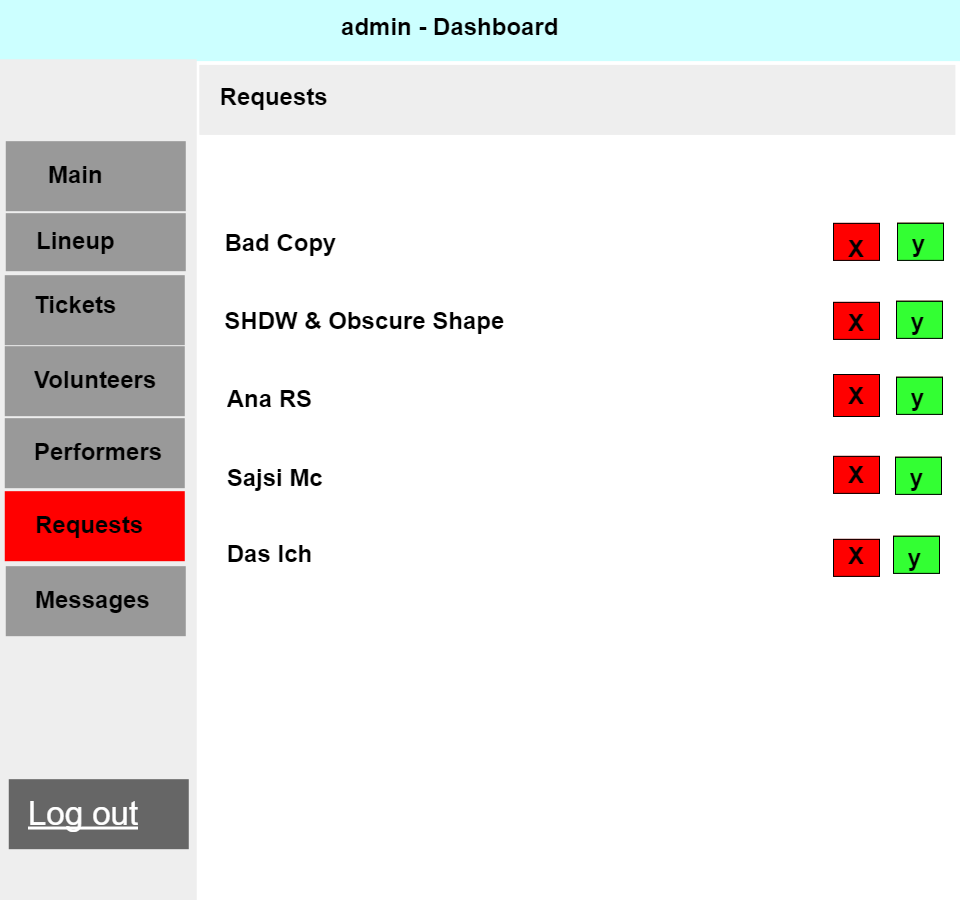 admin - Dashboard
Requests
Main
Lineup
Tickets
Volunteers
Performers
Requests
Messages
Log out
Bad Copy X y
SHDW & Obscure Shape X y
Ana RS X y
Sajsi Mc X y
Das Ich X y